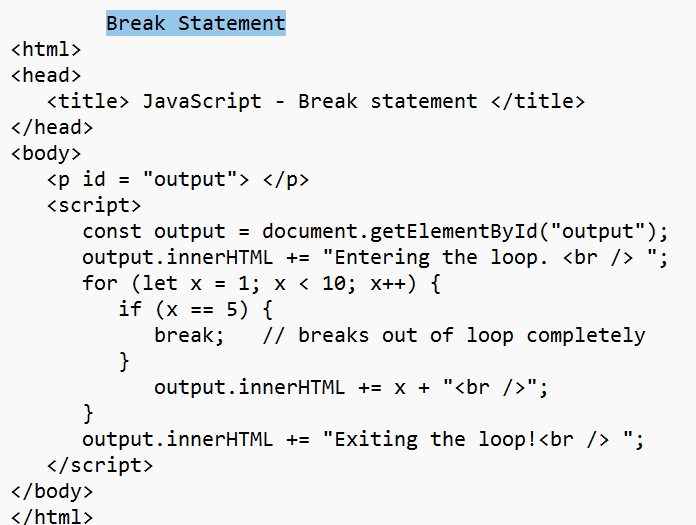 Break Statement
<html>
<head>
   <title> JavaScript - Break statement </title>
</head>
<body>
   <p id = "output"> </p>
   <script>
      const output = document.getElementById("output");
      output.innerHTML += "Entering the loop. <br /> ";
      for (let x = 1; x < 10; x++) {
         if (x == 5) {
            break;   // breaks out of loop completely
         }
            output.innerHTML += x + "<br />";
      }
      output.innerHTML += "Exiting the loop!<br /> ";
   </script>
</body>
</html>